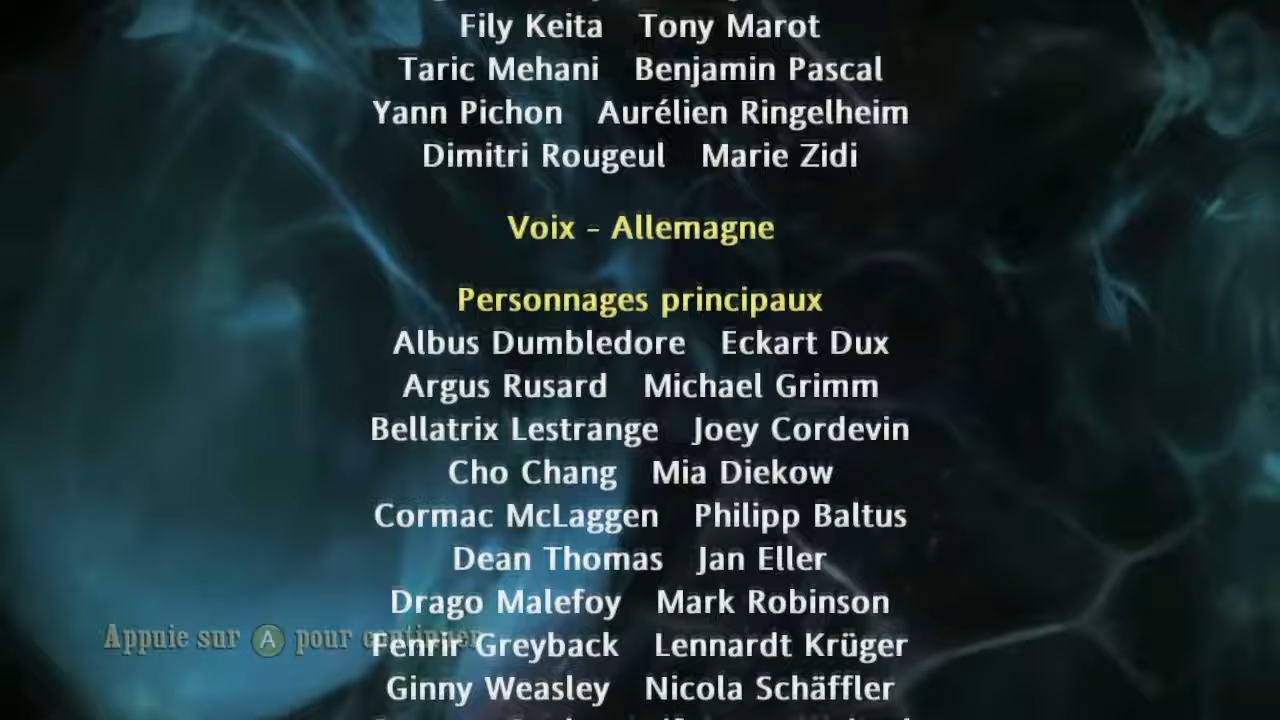 Fily Keita Tony Marot
Taric Mehani Benjamin Pascal
Yann Pichon Aurélien Ringelheim
Dimitri Rougeul Marie Zidi
Voix - Allemagne
Personnages principaux
Albus Dumbledore Eckart Dux
Argus Rusard Michael Grimm
Bellatrix Lestrange Joey Cordevin
Cho Chang Mia Diekow
Cormac McLaggen Philipp Baltus
Dean Thomas Jan Eller
Drago Malefoy Mark Robinson
Appuie sur A pour continuer
Fenrir Greyback Lennardt Krüger
Ginny Weasley Nicola Schäffler